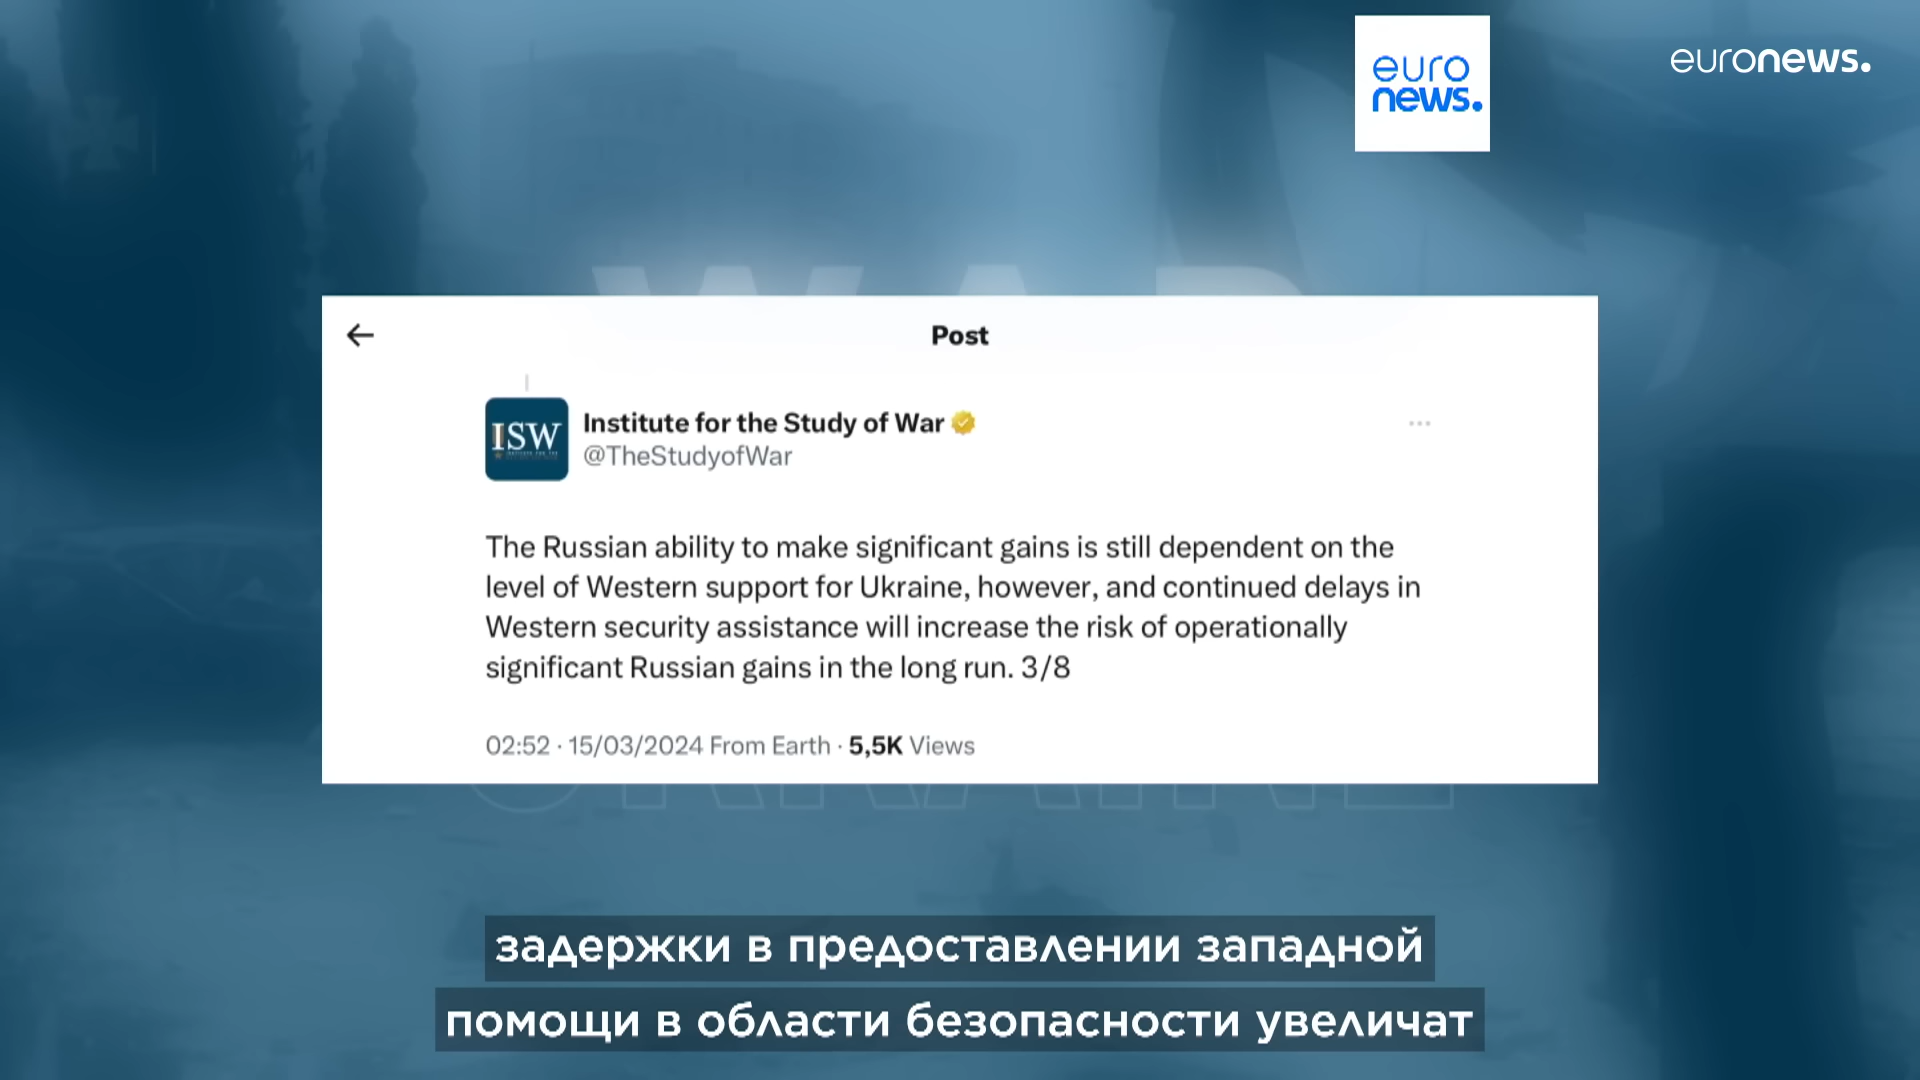 euro
news.
euronews.
WAR
Post
ISW
Institute for the Study of War
@TheStudyofWar
The Russian ability to make significant gains is still dependent on the
level of Western support for Ukraine, however, and continued delays in
Western security assistance will increase the risk of operationally
significant Russian gains in the long run. 3/8
02:52 · 15/03/2024 From Earth · 5,5K Views
UKRAINE
задержки в предоставлении западной
помощи в области безопасности увеличат